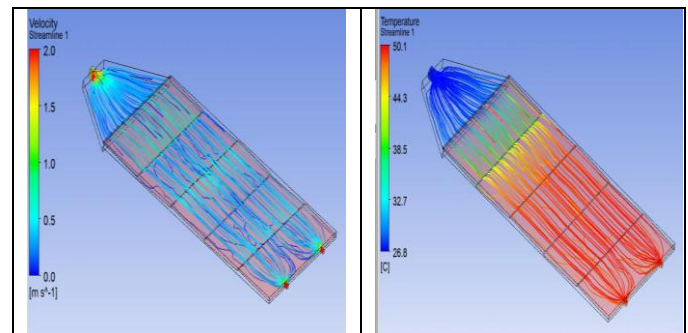 Velocity
Streamline 1
2.0
1.5
1.0
0.5
0.0
[m s^-1]
Temperature
Streamline 1
50.1
44.3
38.5
32.7
26.8
[C]